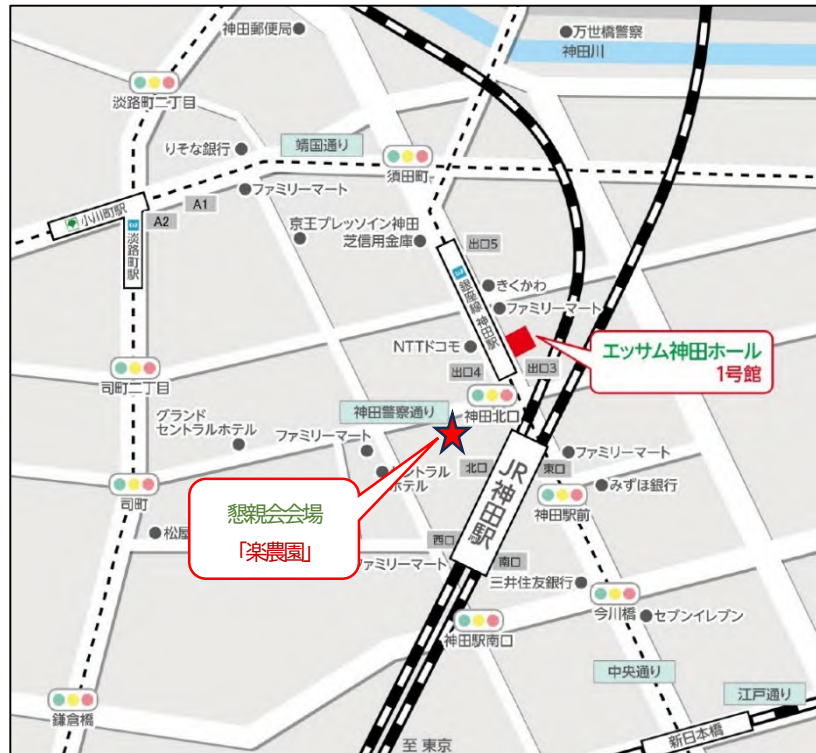 神田郵便局
万世橋警察
神田川
淡路町二丁目
りそな銀行
靖国通り
須田町
ファミリーマート
小川町駅
A1
A2
淡路町駅
京王プレッソイン神田
芝信用金庫
出口5
銀座線 神田駅
きくかわ
ファミリーマート
NTTドコモ
エッサム神田ホール
1号館
出口4
出口3
司町二丁目
神田警察通り
神田北口
グランド
セントラルホテル
ファミリーマート
北口
東口
ファミリーマート
セントラル
ホテル
JR神田駅
みずほ銀行
司町
懇親会会場
「楽農園」
神田駅前
松屋
西口
ファミリーマート
南口
三井住友銀行
今川橋
セブンイレブン
神田駅南口
中央通り
江戸通り
鎌倉橋
新日本橋
至 東京